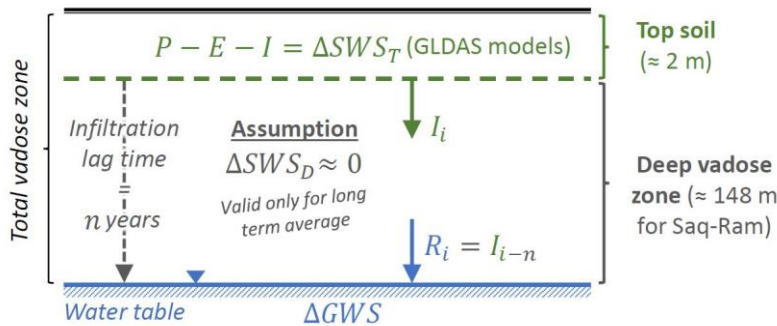 Total vadose zone
P − E − I = ΔSWS_T (GLDAS models)
Top soil
(≈ 2 m)
Infiltration
lag time
=
n years
Assumption
ΔSWS_D ≈ 0
Valid only for long
term average
I_i
R_i = I_{i−n}
Deep vadose
zone (≈ 148 m
for Saq-Ram)
Water table
ΔGWS